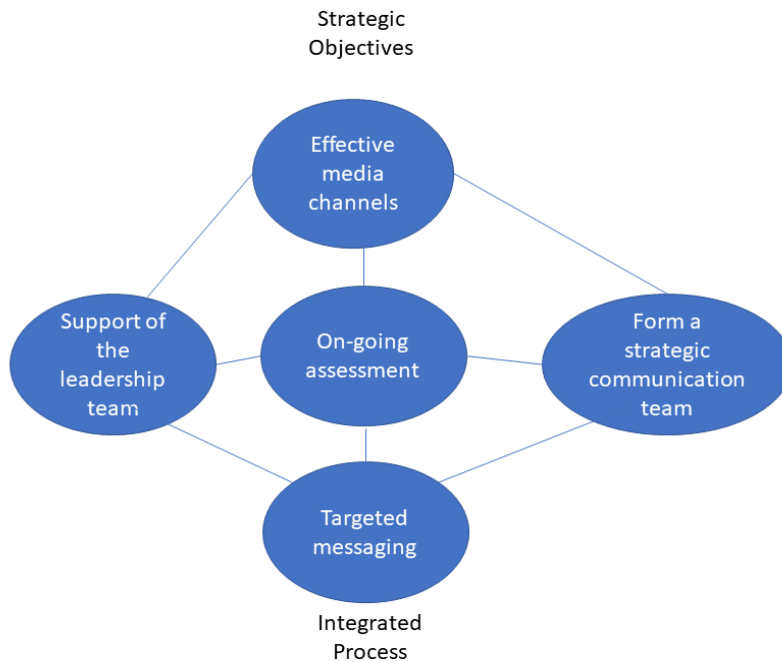 Strategic
Objectives
Effective
media
channels
Support of
the
leadership
team
On-going
assessment
Form a
strategic
communication
team
Targeted
messaging
Integrated
Process